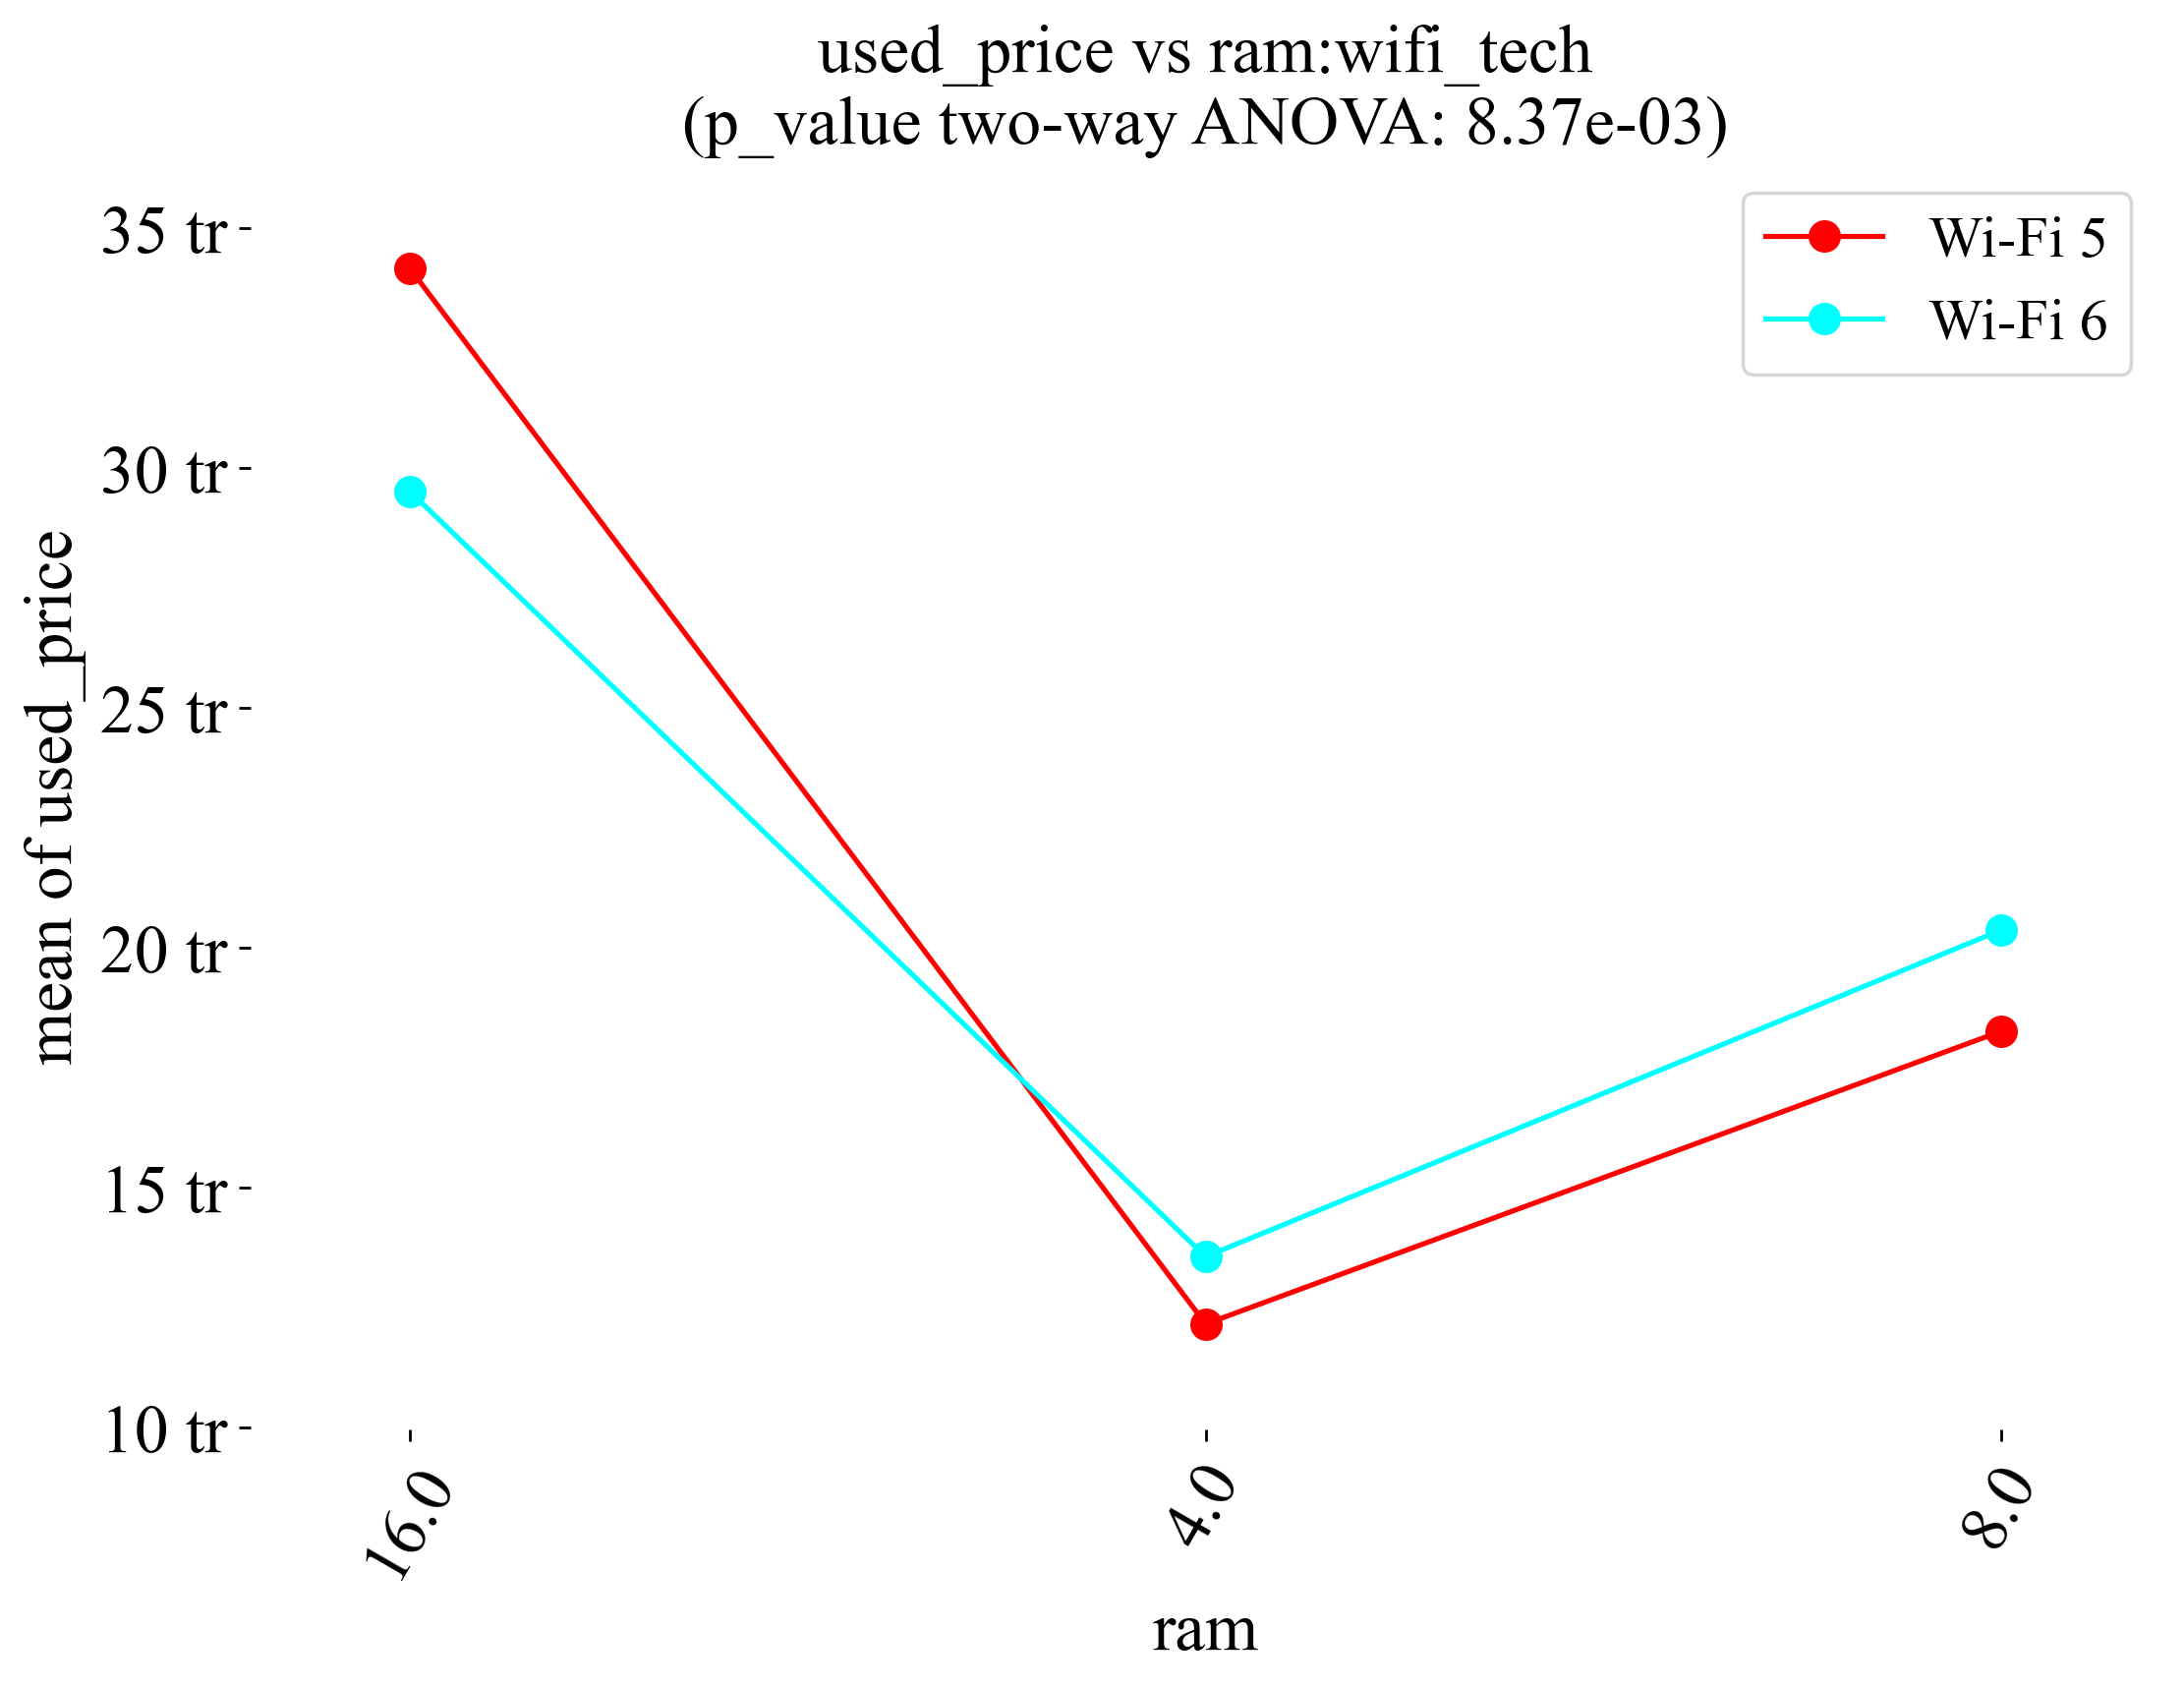 used_price vs ram:wifi_tech
(p_value two-way ANOVA: 8.37e-03)
Wi-Fi 5
Wi-Fi 6
35 tr
30 tr
25 tr
20 tr
15 tr
10 tr
mean of used_price
16.0
4.0
8.0
ram